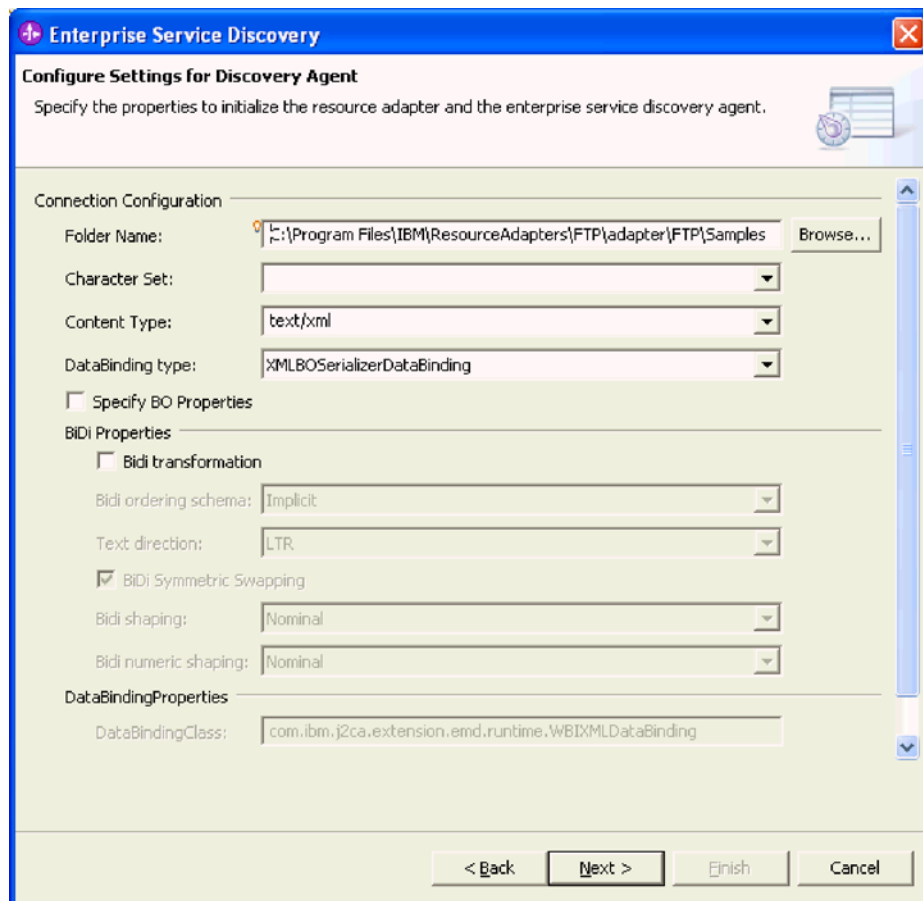 Enterprise Service Discovery
Configure Settings for Discovery Agent
Specify the properties to initialize the resource adapter and the enterprise service discovery agent.
Connection Configuration
Folder Name: C:\Program Files\IBM\ResourceAdapters\FTP\adapter\FTP\Samples Browse...
Character Set:
Content Type: text/xml
DataBinding type: XMLBOSerializerDataBinding
Specify BO Properties
BiDi Properties
Bidi transformation
Bidi ordering schema: Implicit
Text direction: LTR
BiDi Symmetric Swapping
Bidi shaping: Nominal
Bidi numeric shaping: Nominal
DataBindingProperties
DataBindingClass: com.ibm.j2ca.extension.emd.runtime.WBIXMLDataBinding
< Back Next > Finish Cancel